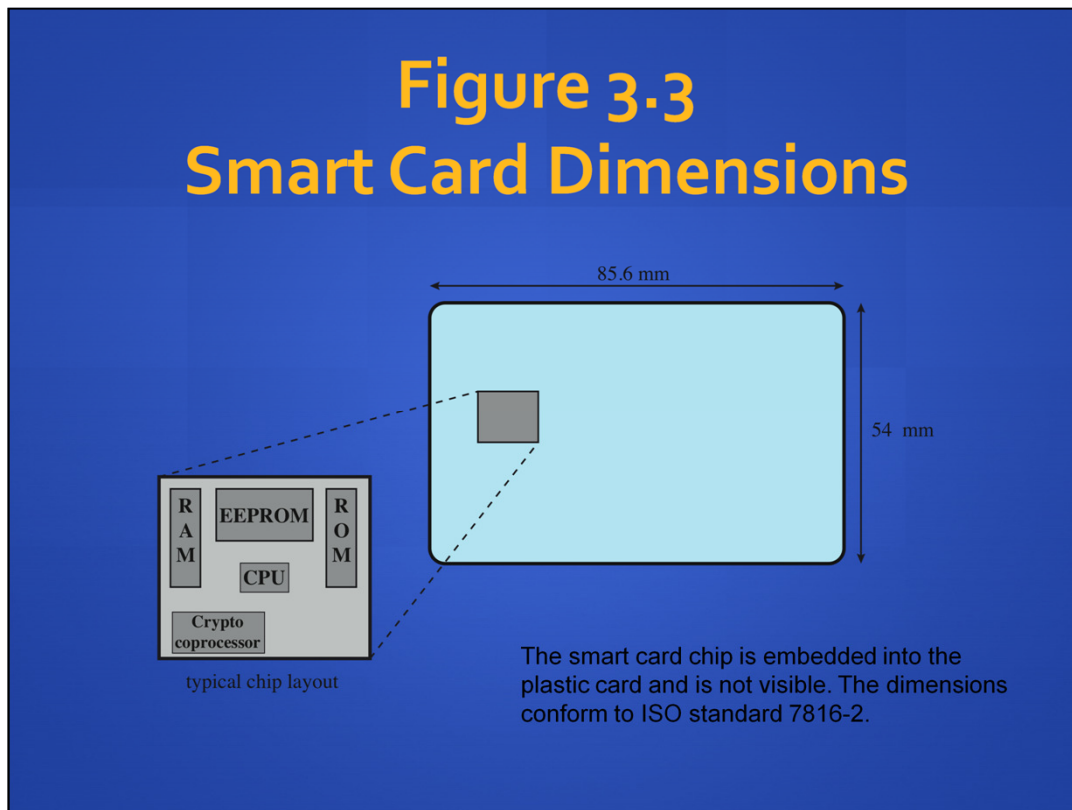 Figure 3.3
Smart Card Dimensions
85.6 mm
54 mm
RAM
EEPROM
ROM
CPU
Crypto
coprocessor
typical chip layout
The smart card chip is embedded into the
plastic card and is not visible. The dimensions
conform to ISO standard 7816-2.